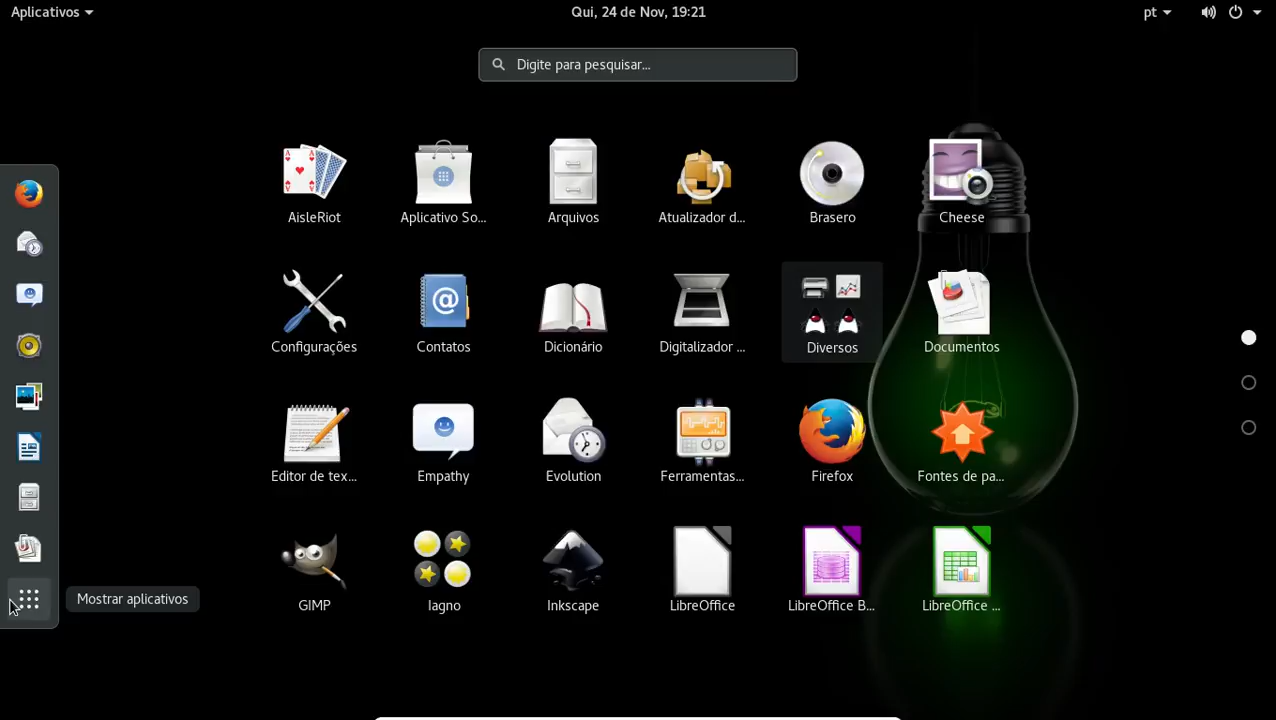 Aplicativos
Qui, 24 de Nov, 19:21
pt
Digite para pesquisar...
AisleRiot
Aplicativo So...
Arquivos
Atualizador d...
Brasero
Cheese
Configurações
Contatos
Dicionário
Digitalizador ...
Diversos
Documentos
Editor de tex...
Empathy
Evolution
Ferramentas...
Firefox
Fontes de pa...
GIMP
Iagno
Inkscape
LibreOffice
LibreOffice B...
LibreOffice ...
Mostrar aplicativos